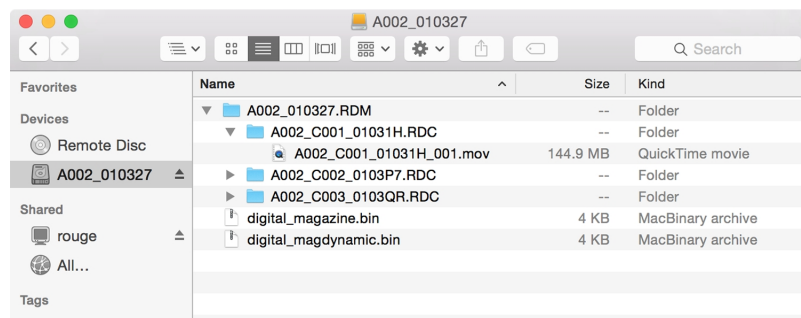 A002_010327
Search
Favorites
Devices
Remote Disc
A002_010327
Shared
rouge
All...
Tags
Name Size Kind
A002_010327.RDM -- Folder
A002_C001_01031H.RDC -- Folder
A002_C001_01031H_001.mov 144.9 MB QuickTime movie
A002_C002_0103P7.RDC -- Folder
A002_C003_0103QR.RDC -- Folder
digital_magazine.bin 4 KB MacBinary archive
digital_magdynamic.bin 4 KB MacBinary archive